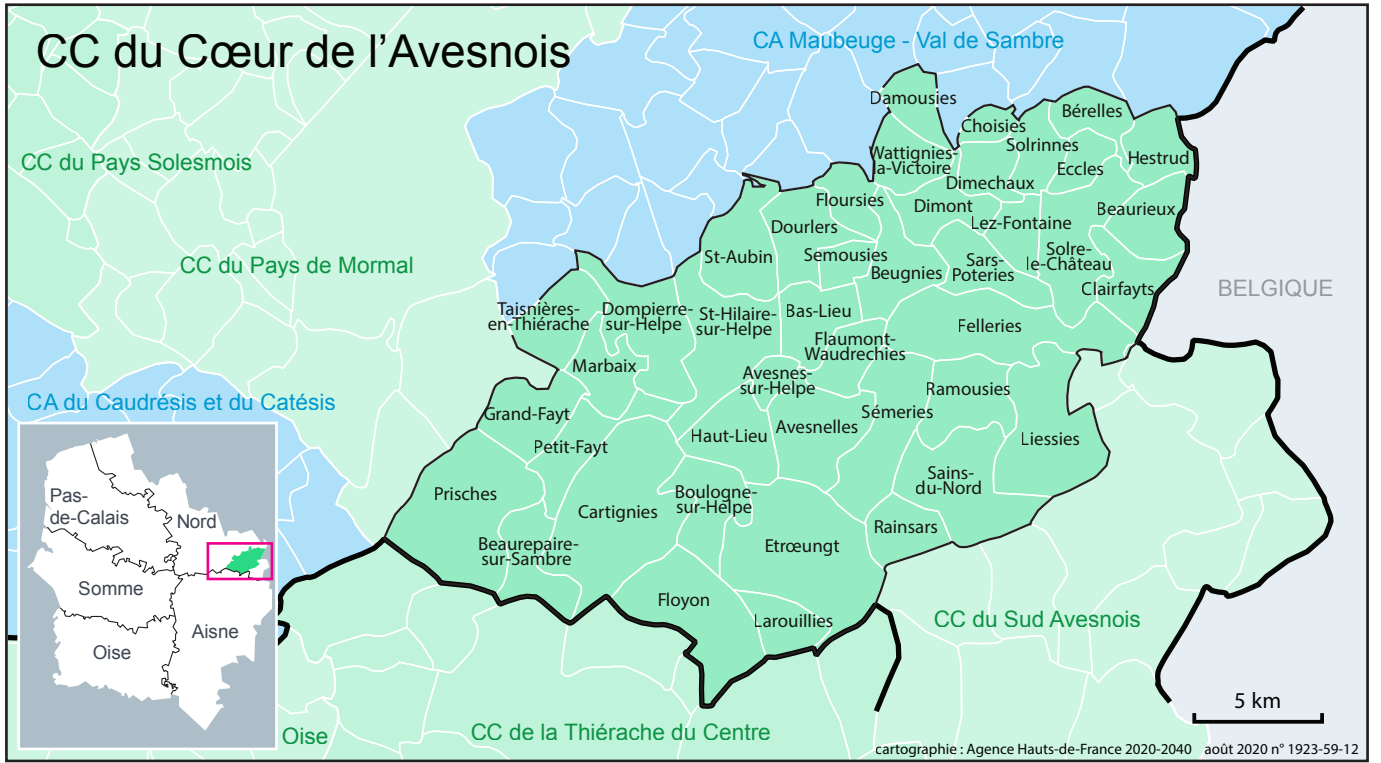 CC du Cœur de l'Avesnois
CA Maubeuge - Val de Sambre
Damousies
Bérelles
Choisies
Solrinnes
Wattignies-
la-Victoire
Hestrud
Eccles
CC du Pays Solesmois
Dimechaux
Floursies
Dimont
Beaurieux
Lez-Fontaine
Dourlers
St-Aubin
Semousies
Beugnies
Sars-
Poteries
Solre-
le-Château
CC du Pays de Mormal
Clairfayts
BELGIQUE
Taisnières-
en-Thiérache
Dompierre-
sur-Helpe
St-Hilaire-
sur-Helpe
Bas-Lieu
Felleries
Flaumont-
Waudrechies
Marbaix
Avesnes-
sur-Helpe
Ramousies
CA du Caudrésis et du Catésis
Grand-Fayt
Sémeries
Avesnelles
Haut-Lieu
Liessies
Petit-Fayt
Sains-
du-Nord
Prisches
Boulogne-
sur-Helpe
Cartignies
Rainsars
Beaurepaire-
sur-Sambre
Etrœungt
Floyon
Larouillies
CC du Sud Avesnois
Pas-
de-Calais
Nord
Somme
Aisne
Oise
Oise
CC de la Thiérache du Centre
5 km
cartographie : Agence Hauts-de-France 2020-2040 août 2020 n° 1923-59-12